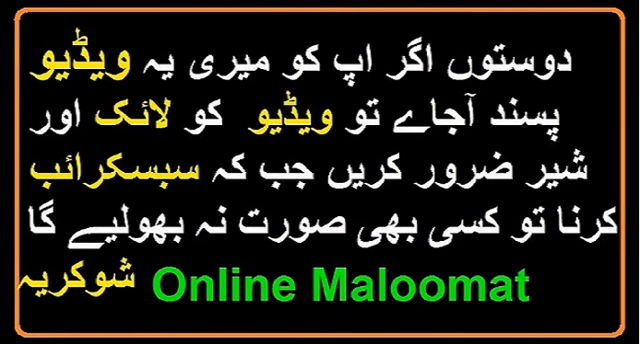 دوستوں اگر اپ کو میری یہ ویڈیو
پسند آجاے تو ویڈیو کو لائک اور
شیر ضرور کریں جب کہ سبسکرائب
کرنا تو کسی بھی صورت نہ بھولیے گا
شوکریہ Online Maloomat